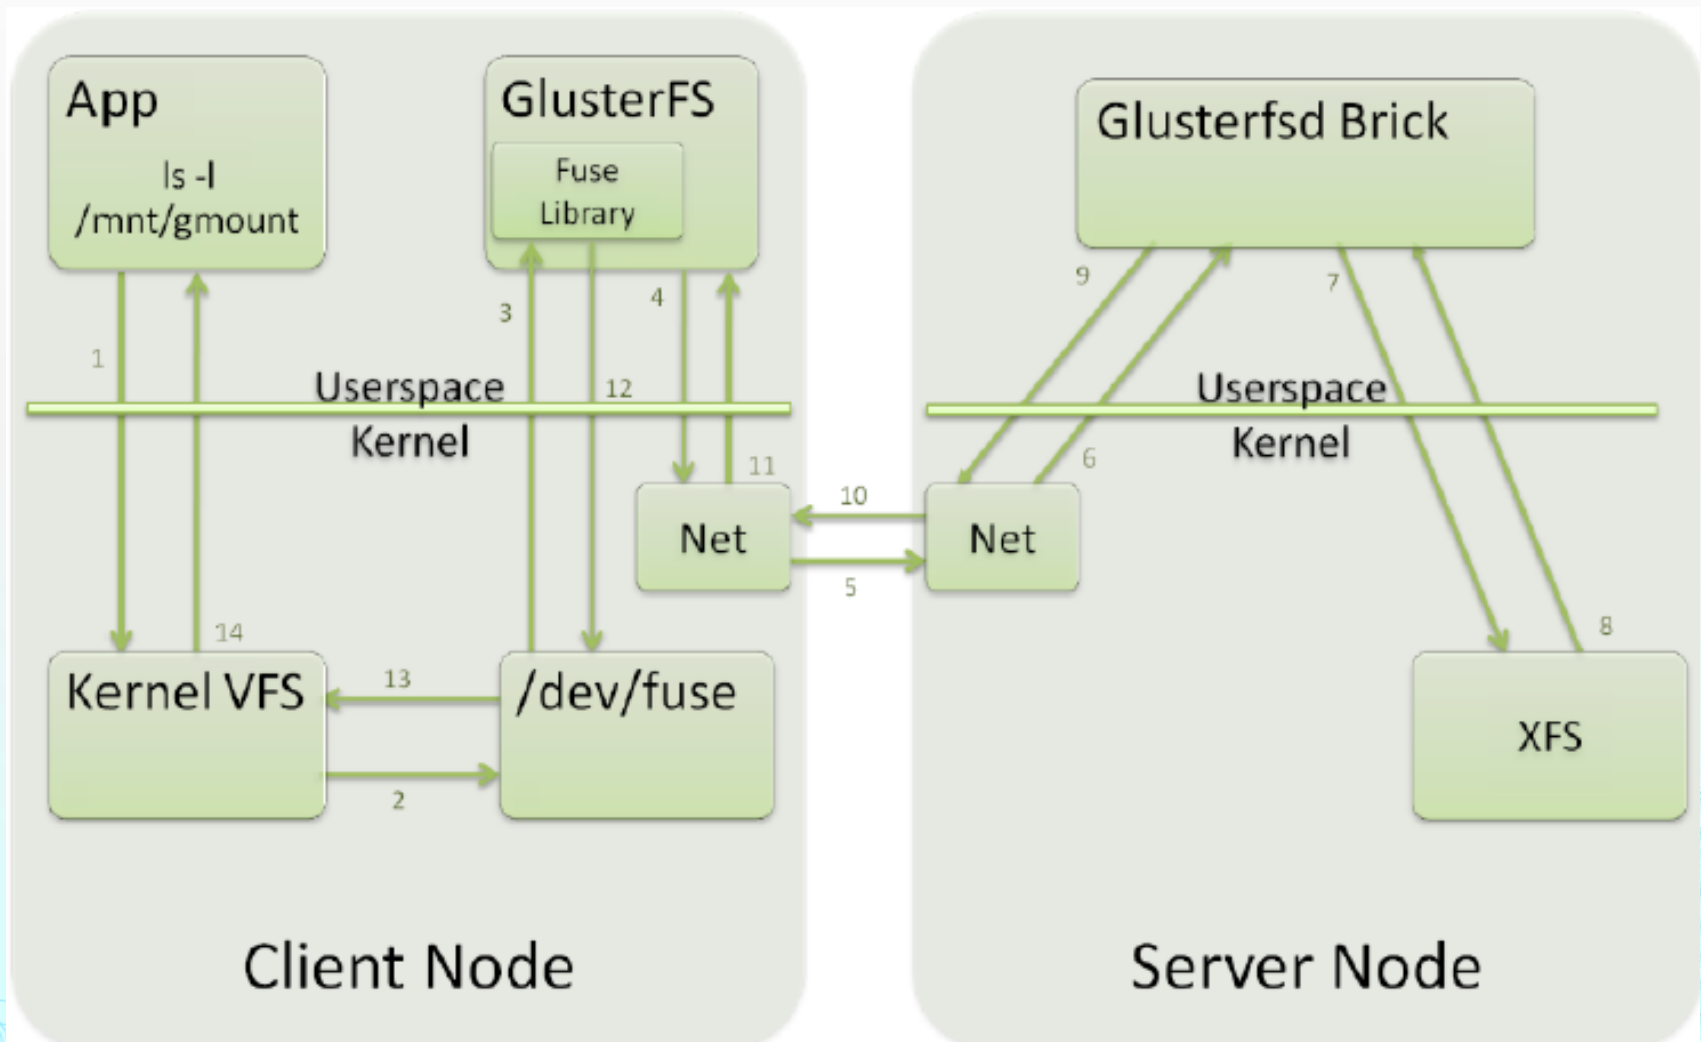 App
ls -l
/mnt/gmount
GlusterFS
Fuse
Library
Glusterfsd Brick
1
3
4
9
7
12
Userspace
Kernel
Userspace
Kernel
11
6
10
Net
Net
5
14
8
Kernel VFS
13
/dev/fuse
2
XFS
Client Node
Server Node